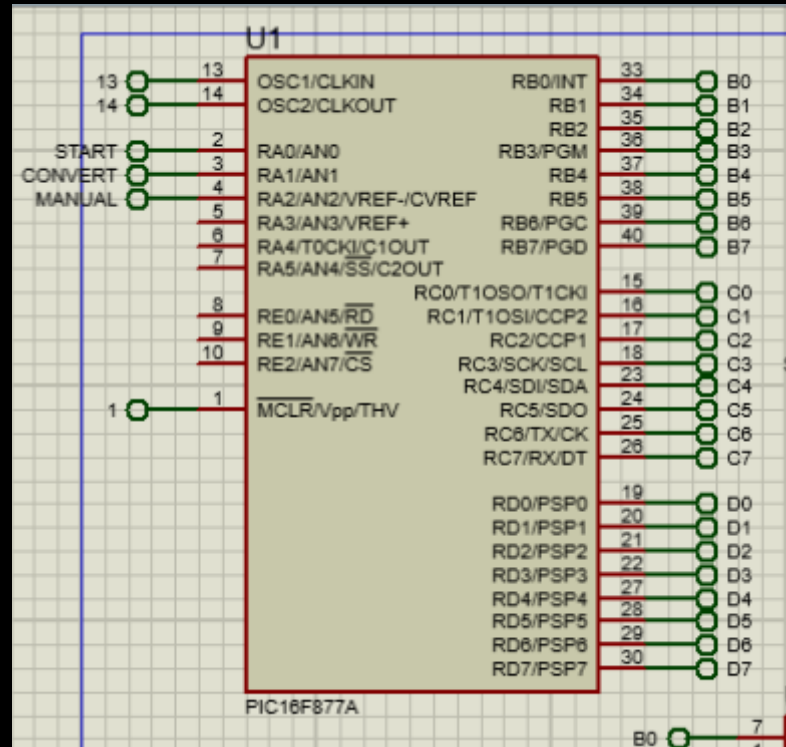 U1
13 13 OSC1/CLKIN RB0/INT 33 B0
14 14 OSC2/CLKOUT RB1 34 B1
RB2 35 B2
START 2 RA0/AN0 RB3/PGM 36 B3
CONVERT 3 RA1/AN1 RB4 37 B4
MANUAL 4 RA2/AN2/VREF-/CVREF RB5 38 B5
5 RA3/AN3/VREF+ RB6/PGC 39 B6
6 RA4/T0CKI/C1OUT RB7/PGD 40 B7
7 RA5/AN4/SS/C2OUT
RC0/T1OSO/T1CKI 15 C0
8 RE0/AN5/RD RC1/T1OSI/CCP2 16 C1
9 RE1/AN6/WR RC2/CCP1 17 C2
10 RE2/AN7/CS RC3/SCK/SCL 18 C3
RC4/SDI/SDA 23 C4
1 1 MCLR/Vpp/THV RC5/SDO 24 C5
RC6/TX/CK 25 C6
RC7/RX/DT 26 C7
RD0/PSP0 19 D0
RD1/PSP1 20 D1
RD2/PSP2 21 D2
RD3/PSP3 22 D3
RD4/PSP4 27 D4
RD5/PSP5 28 D5
RD6/PSP6 29 D6
RD7/PSP7 30 D7
PIC16F877A
B0 7